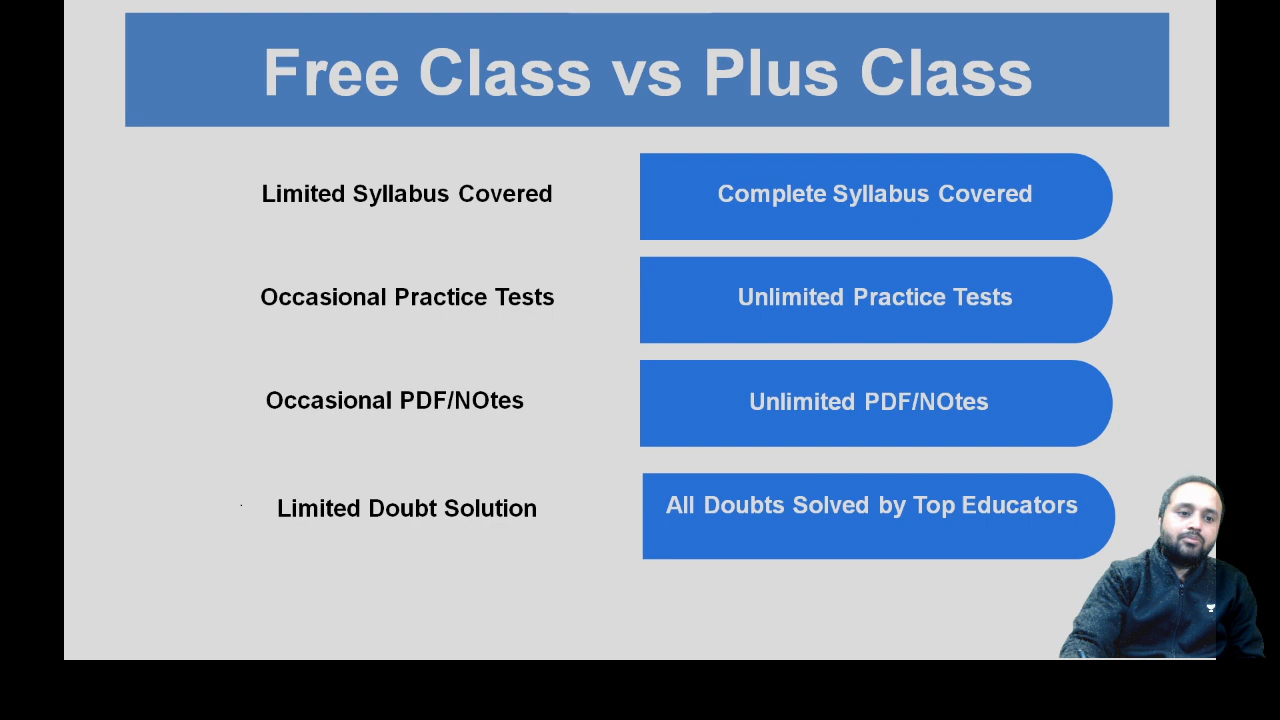 Free Class vs Plus Class
Limited Syllabus Covered
Complete Syllabus Covered
Occasional Practice Tests
Unlimited Practice Tests
Occasional PDF/NOtes
Unlimited PDF/NOtes
Limited Doubt Solution
All Doubts Solved by Top Educators